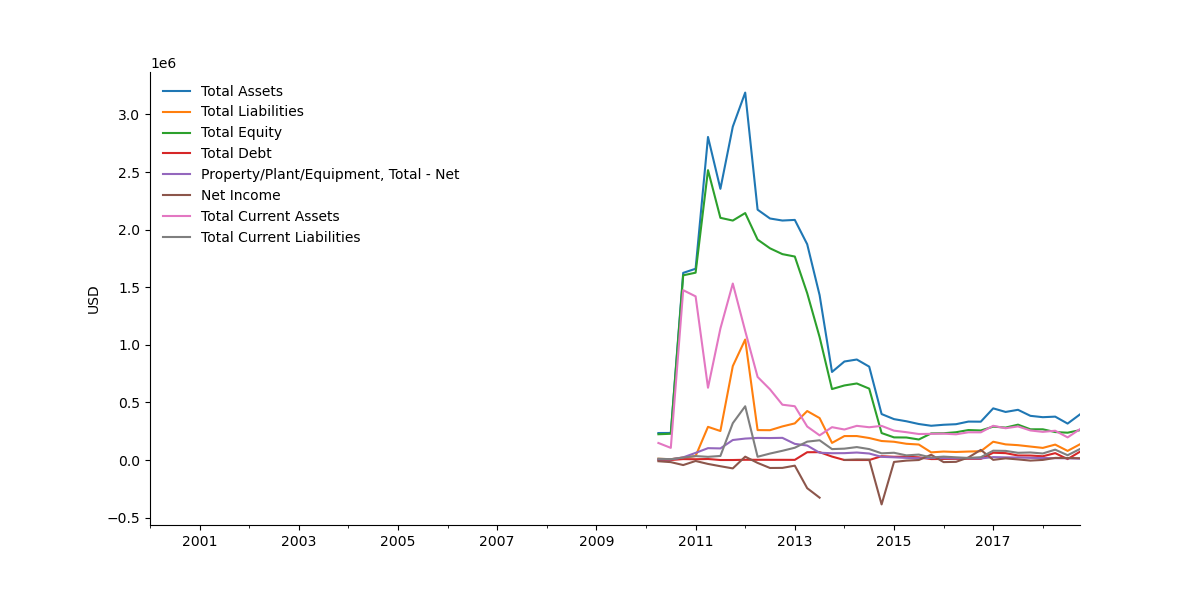 1e6
Total Assets
Total Liabilities
Total Equity
Total Debt
Property/Plant/Equipment, Total - Net
Net Income
Total Current Assets
Total Current Liabilities
USD
3.0
2.5
2.0
1.5
1.0
0.5
0.0
−0.5
2001 2003 2005 2007 2009 2011 2013 2015 2017